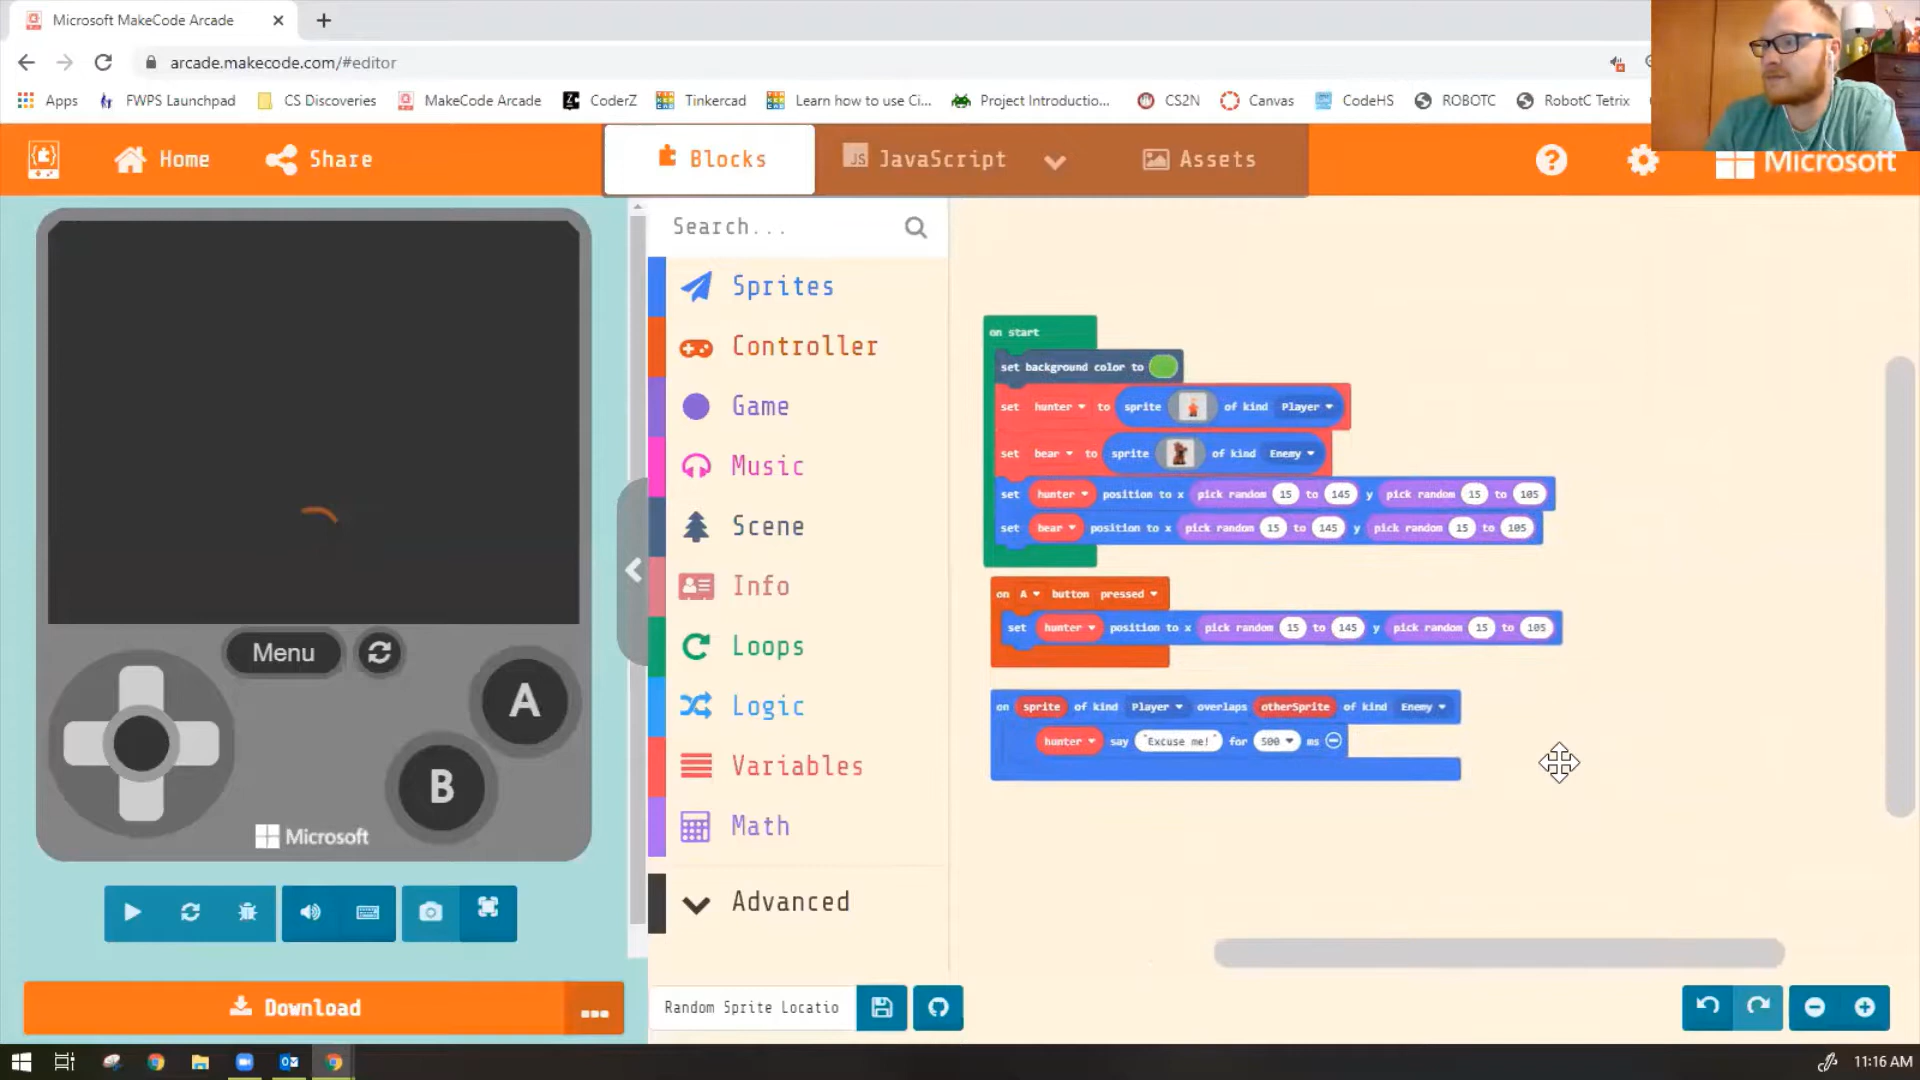 Microsoft MakeCode Arcade
arcade.makecode.com/#editor
Apps FWPS Launchpad CS Discoveries MakeCode Arcade CoderZ Tinkercad Learn how to use Ci... Project Introductio... CS2N Canvas CodeHS ROBOTC RobotC Tetrix
Home Share Blocks JS JavaScript Assets Microsoft
Search...
Sprites
Controller
Game
Music
Scene
Info
Loops
Logic
Variables
Math
Advanced
on start
set background color to
set hunter to sprite of kind Player
set bear to sprite of kind Enemy
set hunter position to x pick random 15 to 145 y pick random 15 to 105
set bear position to x pick random 15 to 145 y pick random 15 to 105
on A button pressed
set hunter position to x pick random 15 to 145 y pick random 15 to 105
on sprite of kind Player overlaps otherSprite of kind Enemy
hunter say "Excuse me!" for 500 ms
Menu
A
B
Microsoft
Download ...
Random Sprite Locatio
11:16 AM